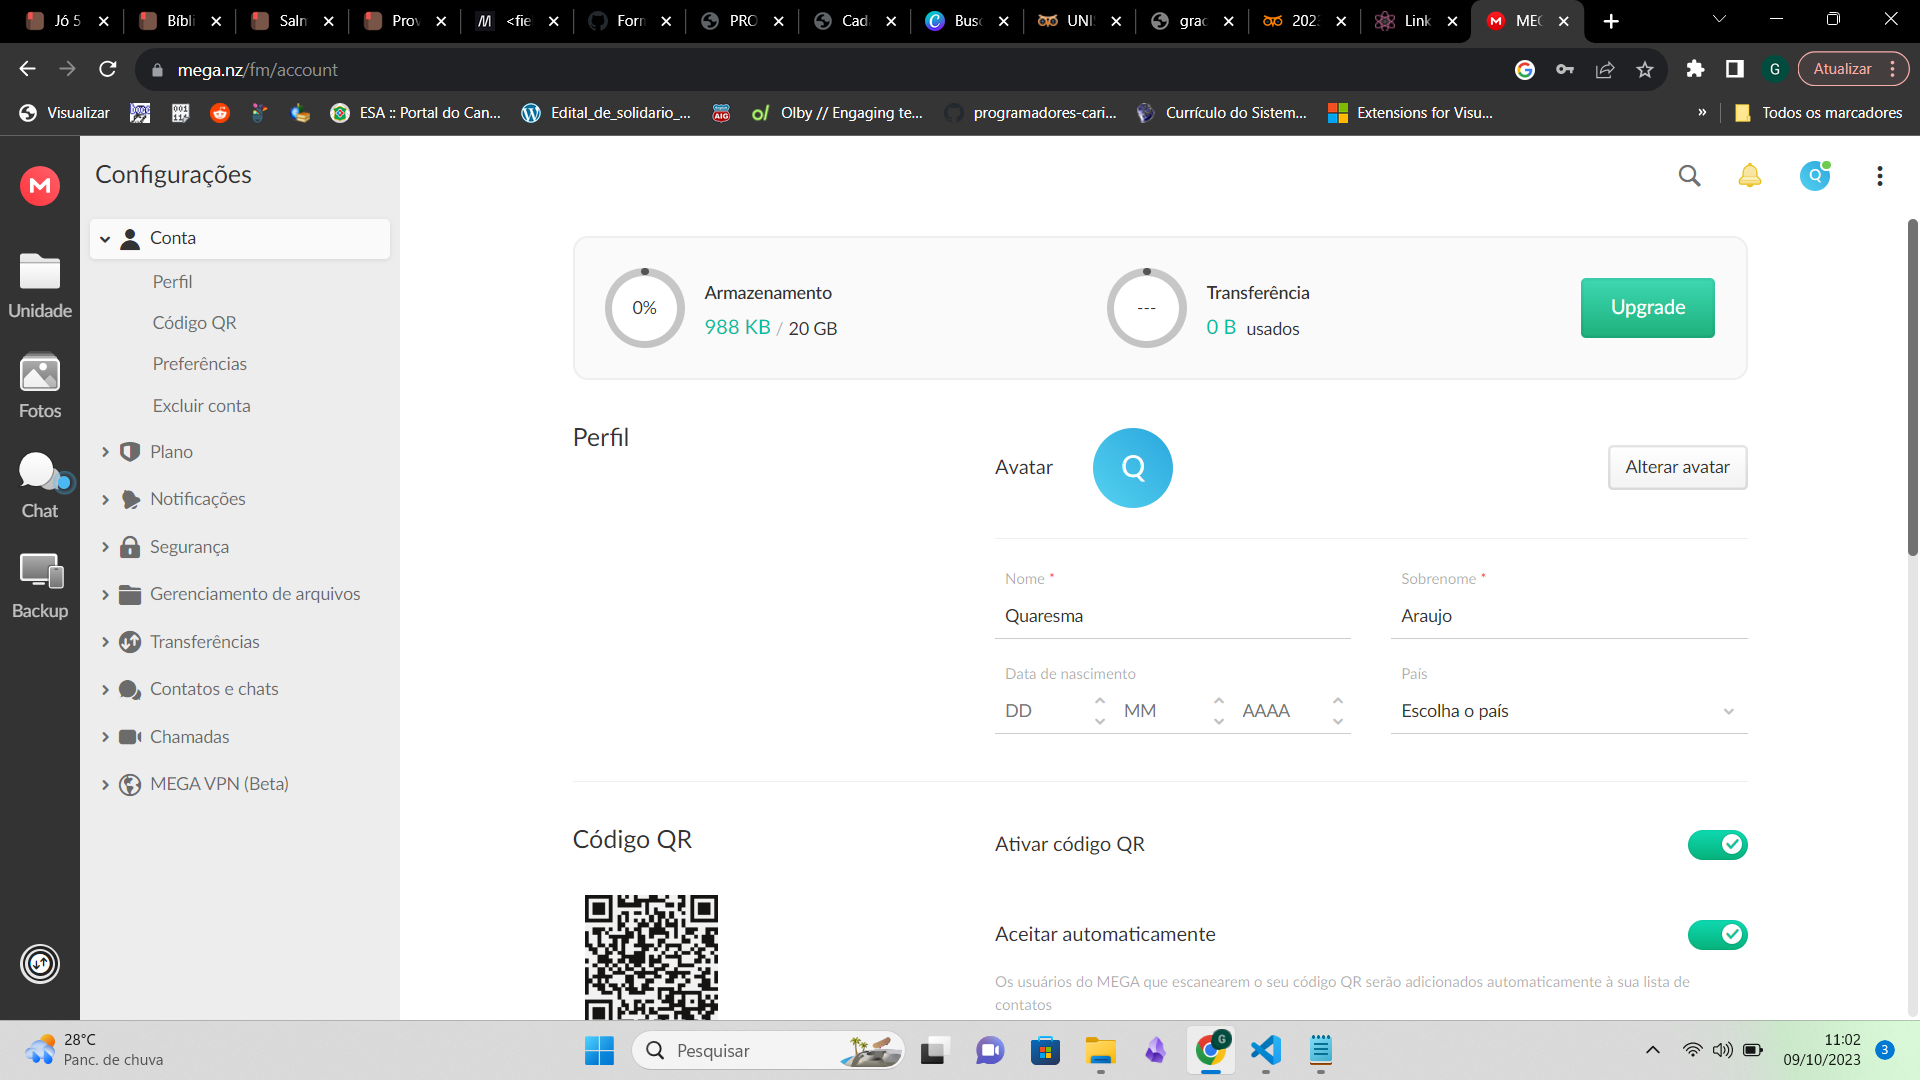 Jó 5
Bíbli
Saln
Prov
<fie
Forn
PRO
Cada
Busc
UNIS
grac
2023
Link
MEG
mega.nz/fm/account
G
Atualizar
Visualizar
ESA :: Portal do Can...
Edital_de_solidario_...
Olby // Engaging te...
programadores-cari...
Currículo do Sistem...
Extensions for Visu...
»
Todos os marcadores
Configurações
Conta
Perfil
Código QR
Preferências
Excluir conta
Plano
Notificações
Segurança
Gerenciamento de arquivos
Transferências
Contatos e chats
Chamadas
MEGA VPN (Beta)
M
Unidade
Fotos
Chat
Backup
Q
0%
Armazenamento
988 KB / 20 GB
---
Transferência
0 B usados
Upgrade
Perfil
Avatar
Q
Alterar avatar
Nome *
Quaresma
Sobrenome *
Araujo
Data de nascimento
DD
MM
AAAA
País
Escolha o país
Código QR
Ativar código QR
Aceitar automaticamente
Os usuários do MEGA que escanearem o seu código QR serão adicionados automaticamente à sua lista de
contatos
28°C
Panc. de chuva
Pesquisar
G
11:02
09/10/2023
3